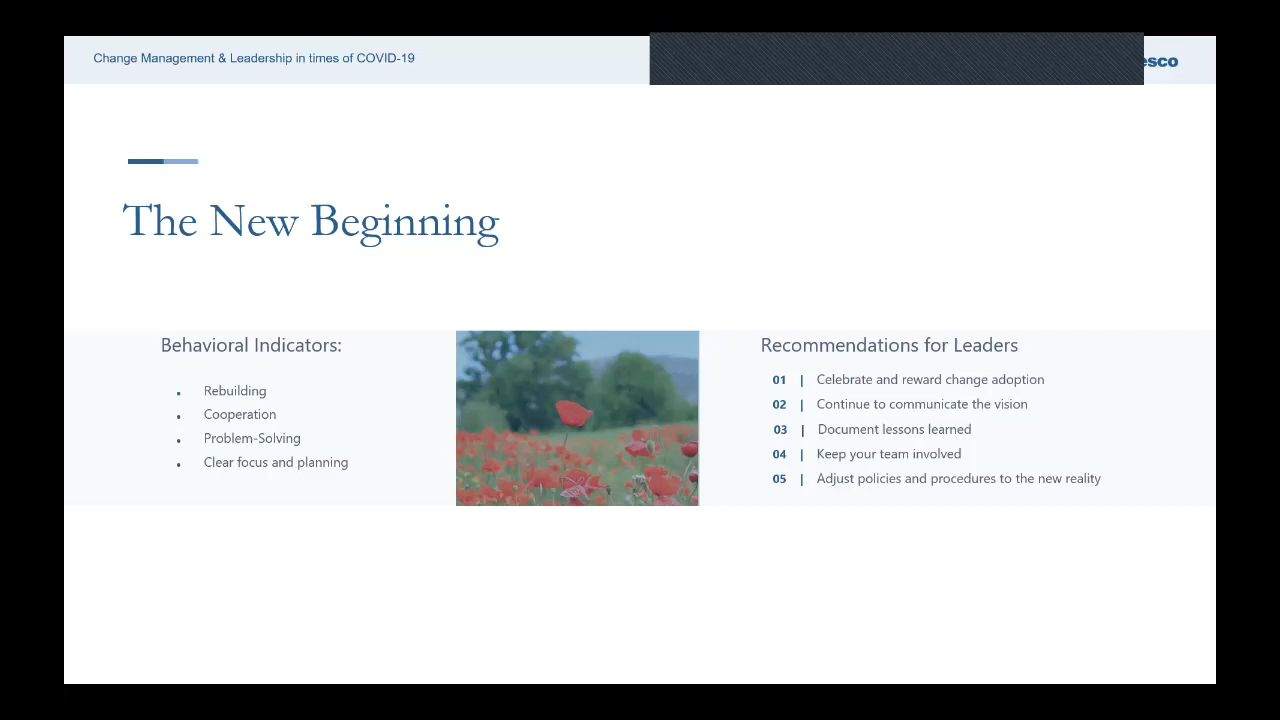 Change Management & Leadership in times of COVID-19
The New Beginning
Behavioral Indicators:
• Rebuilding
• Cooperation
• Problem-Solving
• Clear focus and planning
Recommendations for Leaders
01 | Celebrate and reward change adoption
02 | Continue to communicate the vision
03 | Document lessons learned
04 | Keep your team involved
05 | Adjust policies and procedures to the new reality